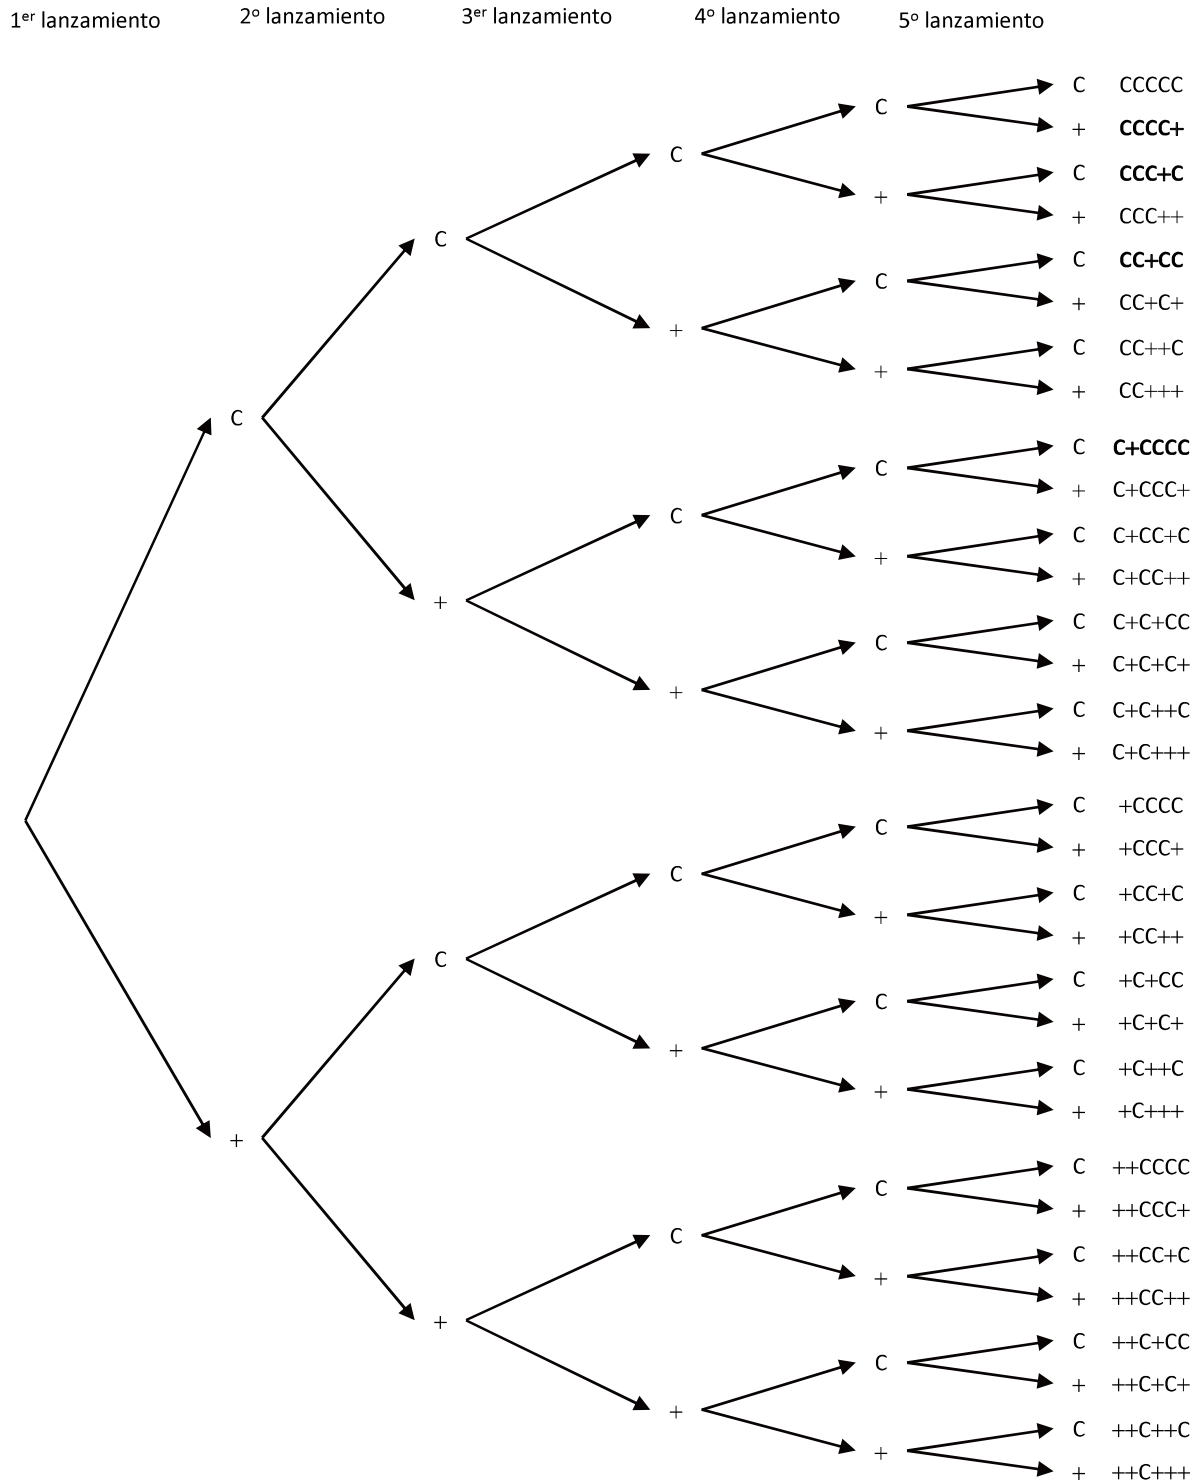 1er lanzamiento 2º lanzamiento 3er lanzamiento 4º lanzamiento 5º lanzamiento
C CCCCC
C
+ CCCC+
C
C CCC+C
+
+ CCC++
C
C CC+CC
C
+ CC+C+
+
C CC++C
+
+ CC+++
C
C C+CCCC
C
+ C+CCC+
C
C C+CC+C
+
+ C+CC++
+
C C+C+CC
C
+ C+C+C+
+
C C+C++C
+
+ C+C+++
C +CCCC
C
+ +CCC+
C
C +CC+C
+
+ +CC++
C
C +C+CC
C
+ +C+C+
+
C +C++C
+
+ +C+++
+
C ++CCCC
C
+ ++CCC+
C
C ++CC+C
+
+ ++CC++
+
C ++C+CC
C
+ ++C+C+
+
C ++C++C
+
+ ++C+++